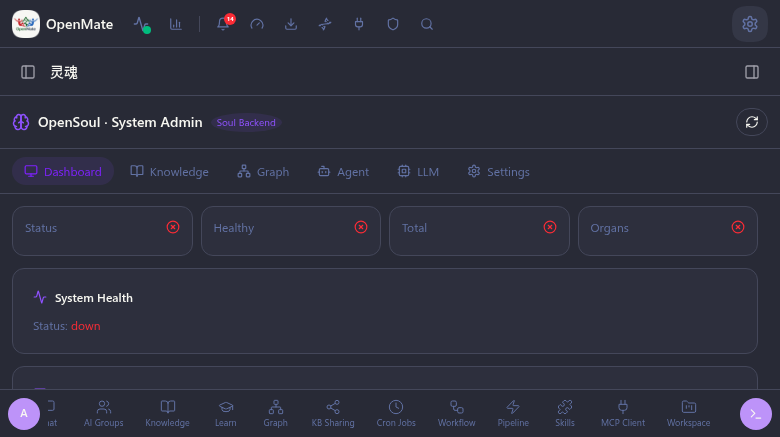 OpenMate
14
灵魂
OpenSoul · System Admin Soul Backend
Dashboard Knowledge Graph Agent LLM Settings
Status Healthy Total Organs
System Health
Status: down
A AI Groups Knowledge Learn Graph KB Sharing Cron Jobs Workflow Pipeline Skills MCP Client Workspace